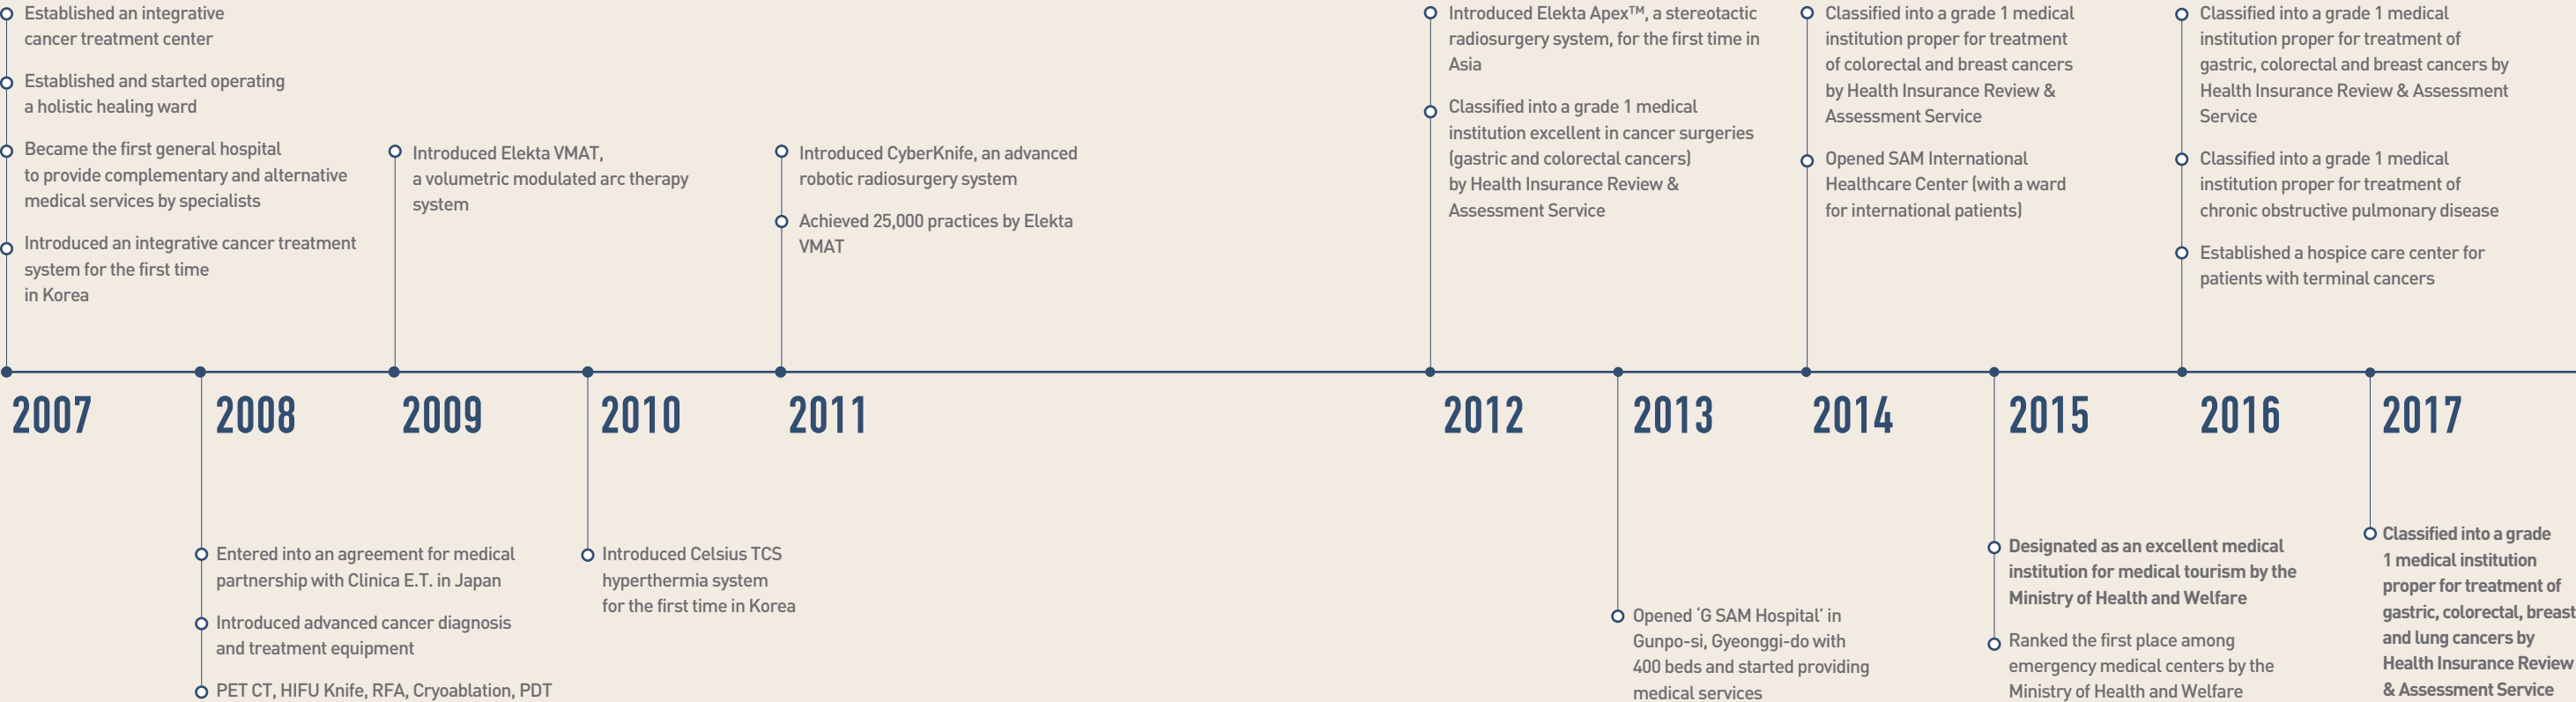 Established an integrative
cancer treatment center
Established and started operating
a holistic healing ward
Became the first general hospital
to provide complementary and alternative
medical services by specialists
Introduced an integrative cancer treatment
system for the first time
in Korea
Introduced Elekta VMAT,
a volumetric modulated arc therapy
system
Introduced CyberKnife, an advanced
robotic radiosurgery system
Achieved 25,000 practices by Elekta
VMAT
Introduced Elekta Apex™, a stereotactic
radiosurgery system, for the first time in
Asia
Classified into a grade 1 medical
institution excellent in cancer surgeries
(gastric and colorectal cancers)
by Health Insurance Review &
Assessment Service
Classified into a grade 1 medical
institution proper for treatment
of colorectal and breast cancers
by Health Insurance Review &
Assessment Service
Opened SAM International
Healthcare Center (with a ward
for international patients)
Classified into a grade 1 medical
institution proper for treatment of
gastric, colorectal and breast cancers by
Health Insurance Review & Assessment
Service
Classified into a grade 1 medical
institution proper for treatment of
chronic obstructive pulmonary disease
Established a hospice care center for
patients with terminal cancers
2007
2008
2009
2010
2011
2012
2013
2014
2015
2016
2017
Entered into an agreement for medical
partnership with Clinica E.T. in Japan
Introduced advanced cancer diagnosis
and treatment equipment
PET CT, HIFU Knife, RFA, Cryoablation, PDT
Introduced Celsius TCS
hyperthermia system
for the first time in Korea
Opened ‘G SAM Hospital’ in
Gunpo-si, Gyeonggi-do with
400 beds and started providing
medical services
Designated as an excellent medical
institution for medical tourism by the
Ministry of Health and Welfare
Ranked the first place among
emergency medical centers by the
Ministry of Health and Welfare
Classified into a grade
1 medical institution
proper for treatment of
gastric, colorectal, breast
and lung cancers by
Health Insurance Review
& Assessment Service